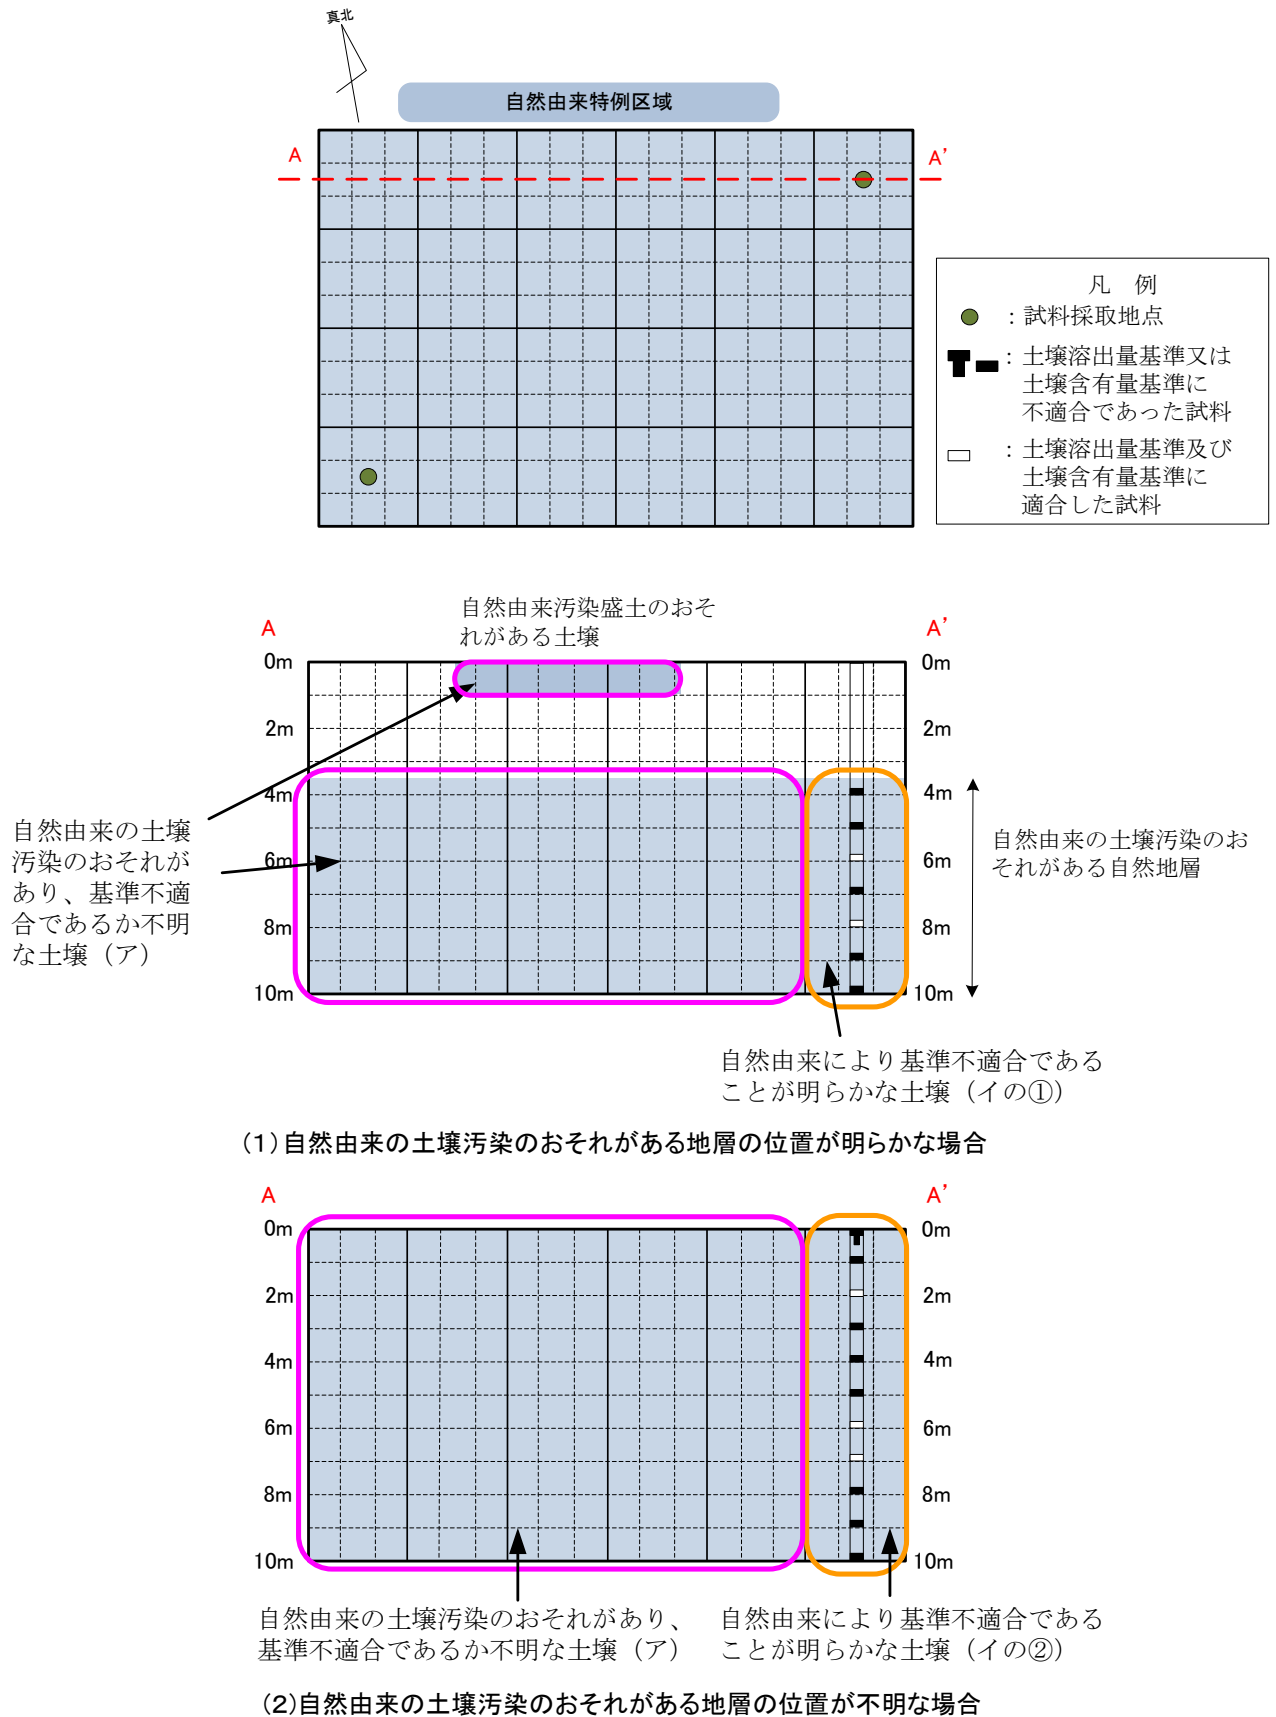 真北
自然由来特例区域
A
A'
凡　例
：試料採取地点
：土壌溶出量基準又は
土壌含有量基準に
不適合であった試料
：土壌溶出量基準及び
土壌含有量基準に
適合した試料
自然由来汚染盛土のおそ
れがある土壌
A
A'
0m
0m
2m
2m
4m
4m
6m
6m
8m
8m
10m
10m
自然由来の土壌
汚染のおそれが
あり、基準不適
合であるか不明
な土壌（ア）
自然由来の土壌汚染のお
それがある自然地層
自然由来により基準不適合である
ことが明らかな土壌（イの①）
(1)自然由来の土壌汚染のおそれがある地層の位置が明らかな場合
A
A'
0m
0m
2m
2m
4m
4m
6m
6m
8m
8m
10m
10m
自然由来の土壌汚染のおそれがあり、
基準不適合であるか不明な土壌（ア）
自然由来により基準不適合である
ことが明らかな土壌（イの②）
(2)自然由来の土壌汚染のおそれがある地層の位置が不明な場合